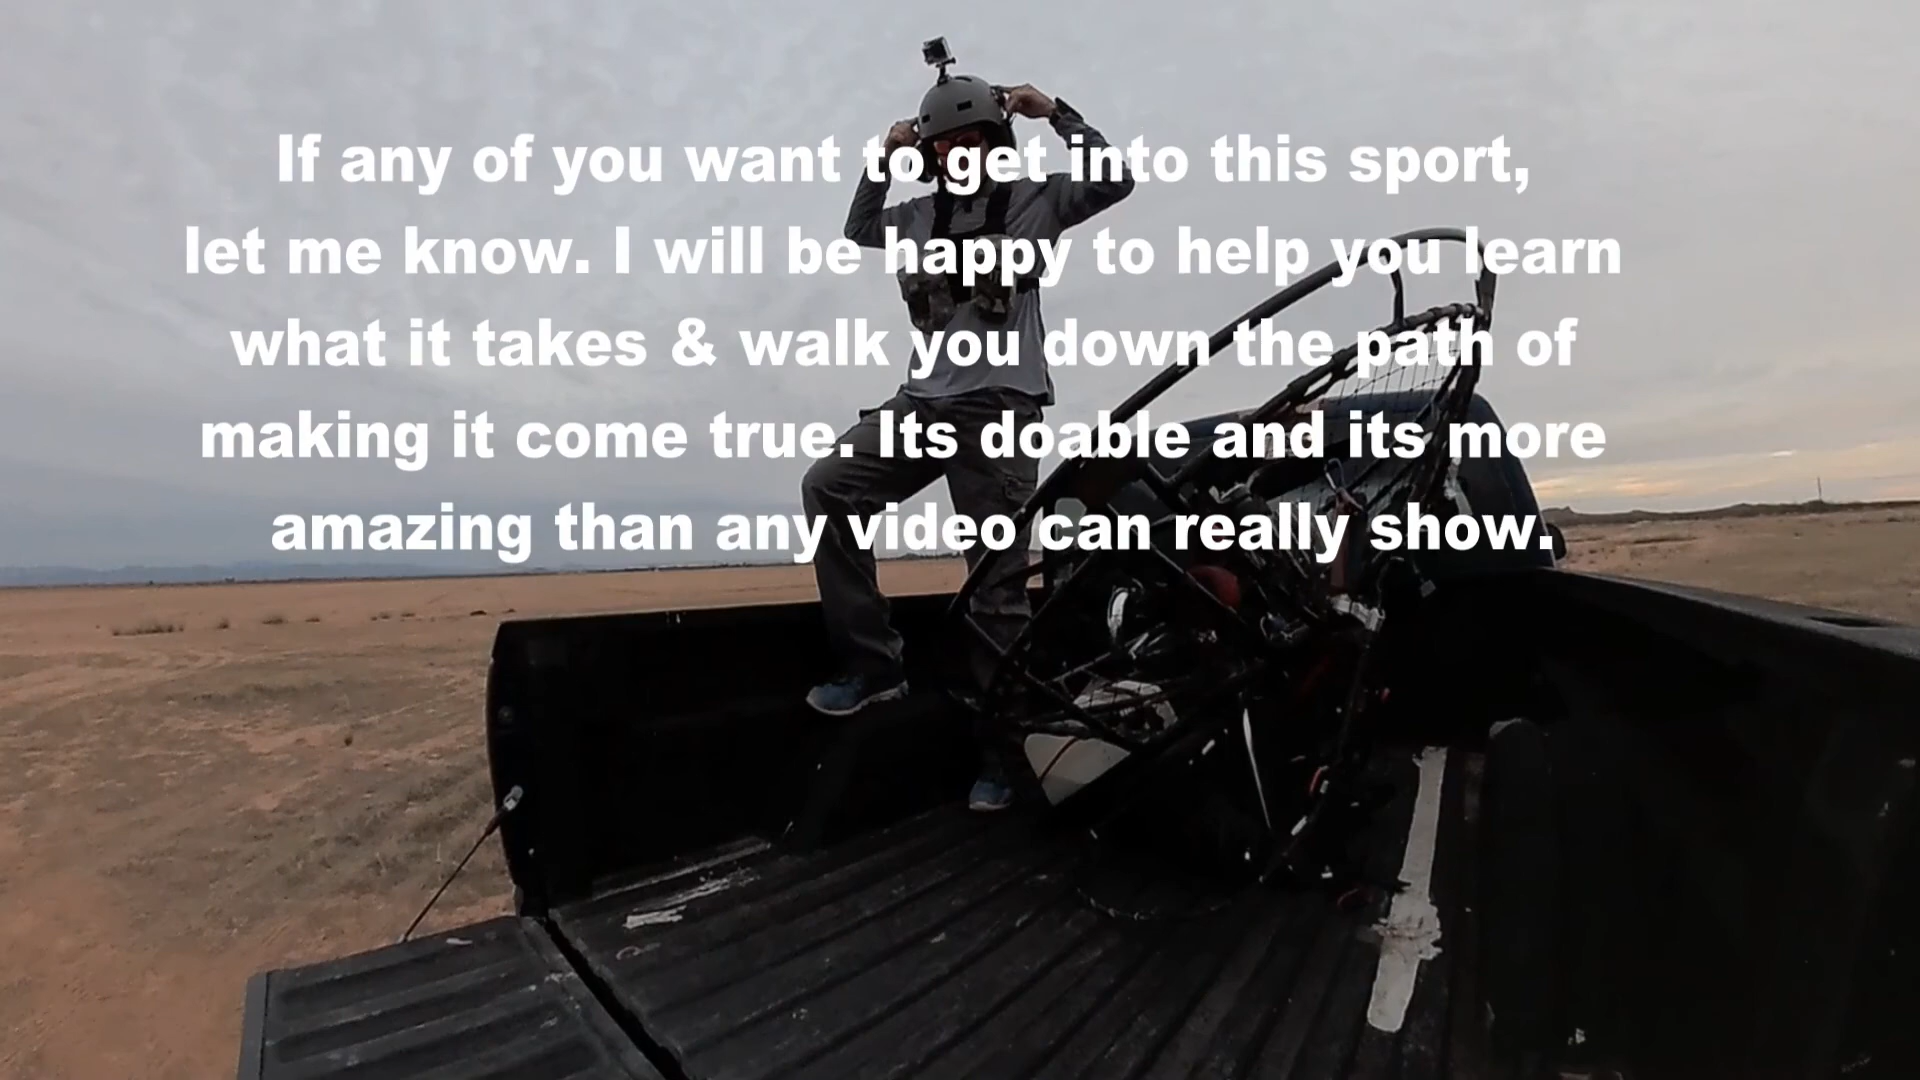 If any of you want to get into this sport,
let me know. I will be happy to help you learn
what it takes & walk you down the path of
making it come true. Its doable and its more
amazing than any video can really show.